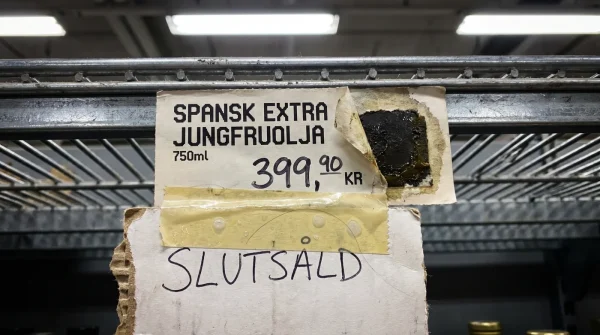 SPANSK EXTRA
JUNGFRUOLJA
750ml
399,90 KR
SLUTSÅLD